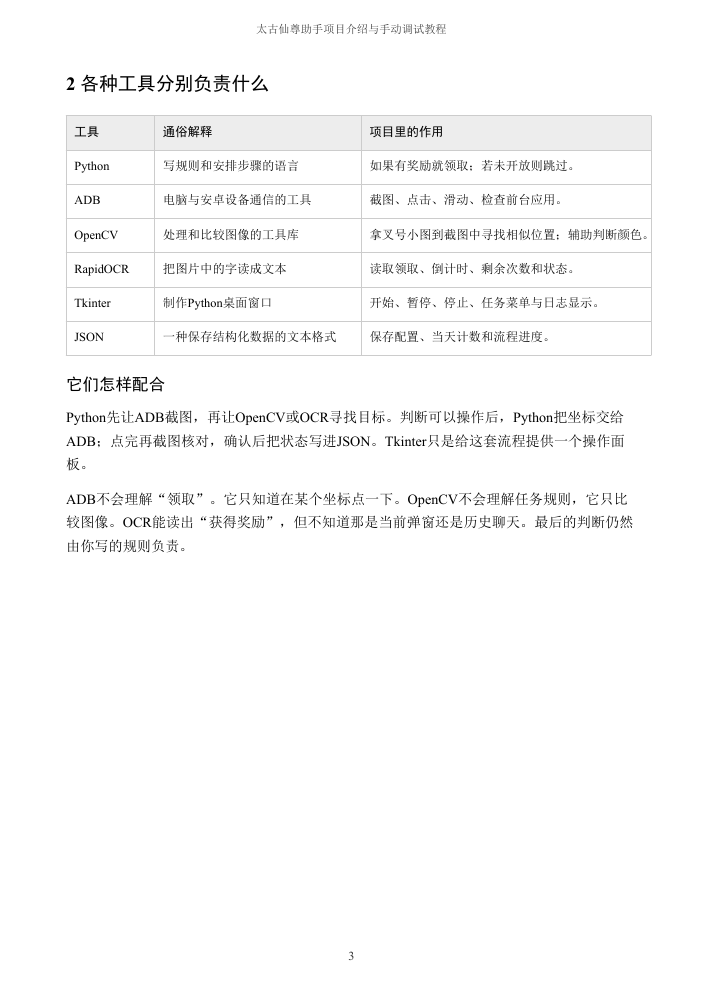 太古仙尊助手项目介绍与手动调试教程
2 各种工具分别负责什么
工具 通俗解释 项目里的作用
Python 写规则和安排步骤的语言 如果有奖励就领取；若未开放则跳过。
ADB 电脑与安卓设备通信的工具 截图、点击、滑动、检查前台应用。
OpenCV 处理和比较图像的工具库 拿叉号小图到截图中寻找相似位置；辅助判断颜色。
RapidOCR 把图片中的字读成文本 读取领取、倒计时、剩余次数和状态。
Tkinter 制作Python桌面窗口 开始、暂停、停止、任务菜单与日志显示。
JSON 一种保存结构化数据的文本格式 保存配置、当天计数和流程进度。
它们怎样配合
Python先让ADB截图，再让OpenCV或OCR寻找目标。判断可以操作后，Python把坐标交给
ADB；点完再截图核对，确认后把状态写进JSON。Tkinter只是给这套流程提供一个操作面
板。
ADB不会理解“领取”。它只知道在某个坐标点一下。OpenCV不会理解任务规则，它只比
较图像。OCR能读出“获得奖励”，但不知道那是当前弹窗还是历史聊天。最后的判断仍然
由你写的规则负责。
3